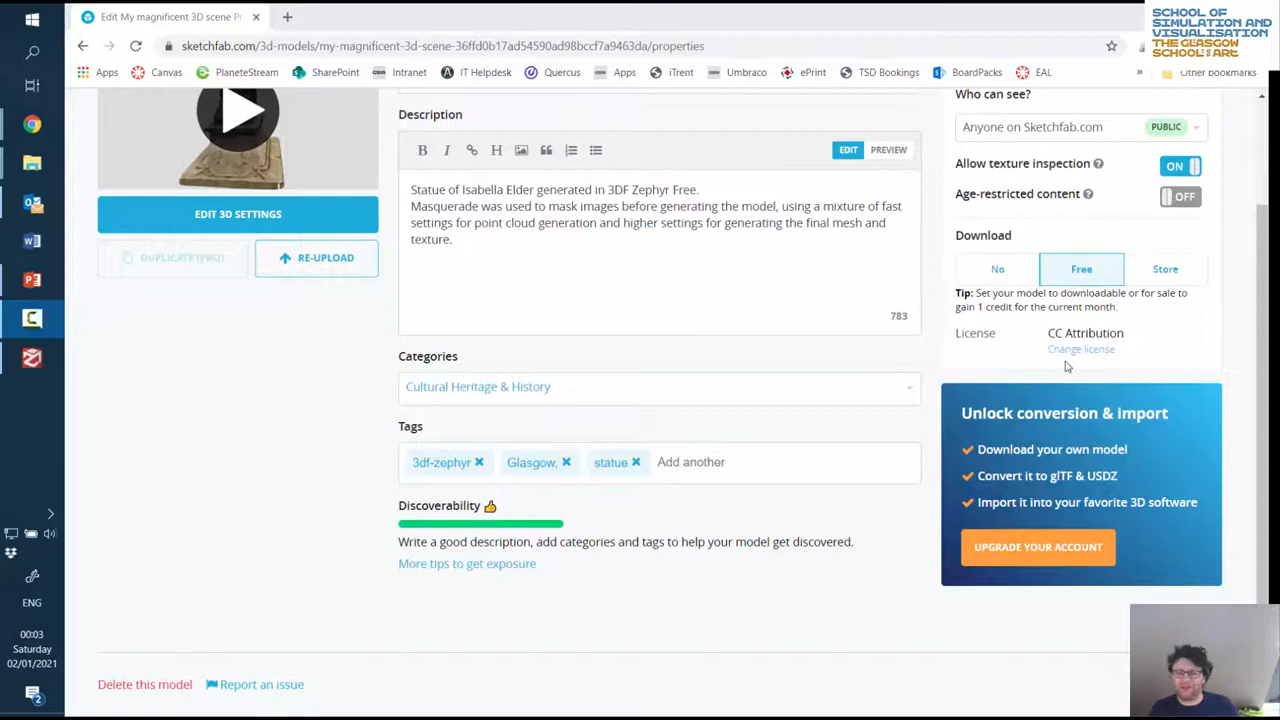 Edit My magnificent 3D scene Pr
SCHOOL OF
SIMULATION AND
VISUALISATION
THE GLASGOW
SCHOOL OF ART
sketchfab.com/3d-models/my-magnificent-3d-scene-36ffd0b1 5d54590ad98bccf7a9463da/properties
Apps
Canvas
PlaneteStream
SharePoint
Intranet
IT Helpdesk
Quercus
Apps
iTrent
Umbraco
ePrint
TSD Bookings
BoardPacks
EAL
»
Other bookmarks
Who can see?
Anyone on Sketchfab.com
PUBLIC
Allow texture inspection
ON
Age-restricted content
OFF
Download
No
Free
Store
Tip: Set your model to downloadable or for sale to
gain 1 credit for the current month.
License
CC Attribution
Change license
Description
EDIT
PREVIEW
Statue of Isabella Elder generated in 3DF Zephyr Free.
Masquerade was used to mask images before generating the model, using a mixture of fast
settings for point cloud generation and higher settings for generating the final mesh and
texture.
783
EDIT 3D SETTINGS
DUPLICATE (PRO)
RE-UPLOAD
Categories
Cultural Heritage & History
Tags
3df-zephyr
Glasgow,
statue
Add another
Discoverability
Write a good description, add categories and tags to help your model get discovered.
More tips to get exposure
Unlock conversion & import
Download your own model
Convert it to glTF & USDZ
Import it into your favorite 3D software
UPGRADE YOUR ACCOUNT
Delete this model
Report an issue
ENG
00:03
Saturday
02/01/2021
2